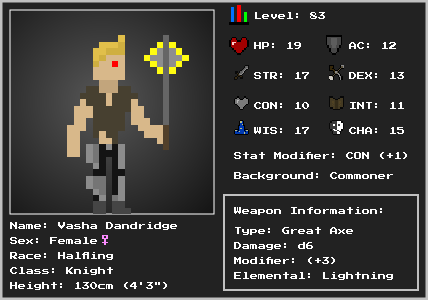 Level: 83
HP: 19 AC: 12
STR: 17 DEX: 13
CON: 10 INT: 11
WIS: 17 CHA: 15
Stat Modifier: CON (+1)
Background: Commoner
Weapon Information:
Type: Great Axe
Damage: d6
Modifier: (+3)
Elemental: Lightning
Name: Vasha Dandridge
Sex: Female♀
Race: Halfling
Class: Knight
Height: 130cm (4'3")